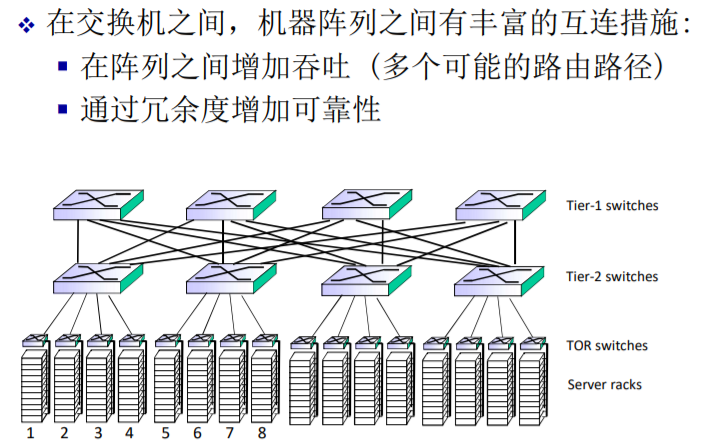 在交换机之间，机器阵列之间有丰富的互连措施:
在阵列之间增加吞吐 (多个可能的路由路径)
通过冗余度增加可靠性
Tier-1 switches
Tier-2 switches
TOR switches
Server racks
1 2 3 4 5 6 7 8